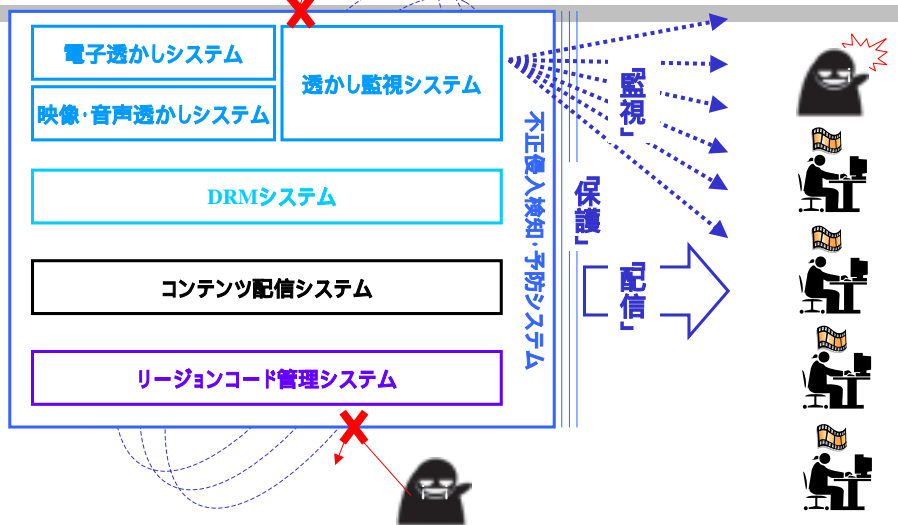 電子透かしシステム
映像・音声透かしシステム
透かし監視システム
DRMシステム
コンテンツ配信システム
リージョンコード管理システム
不正侵入検知・予防システム
『保護』
『監視』
『配信』